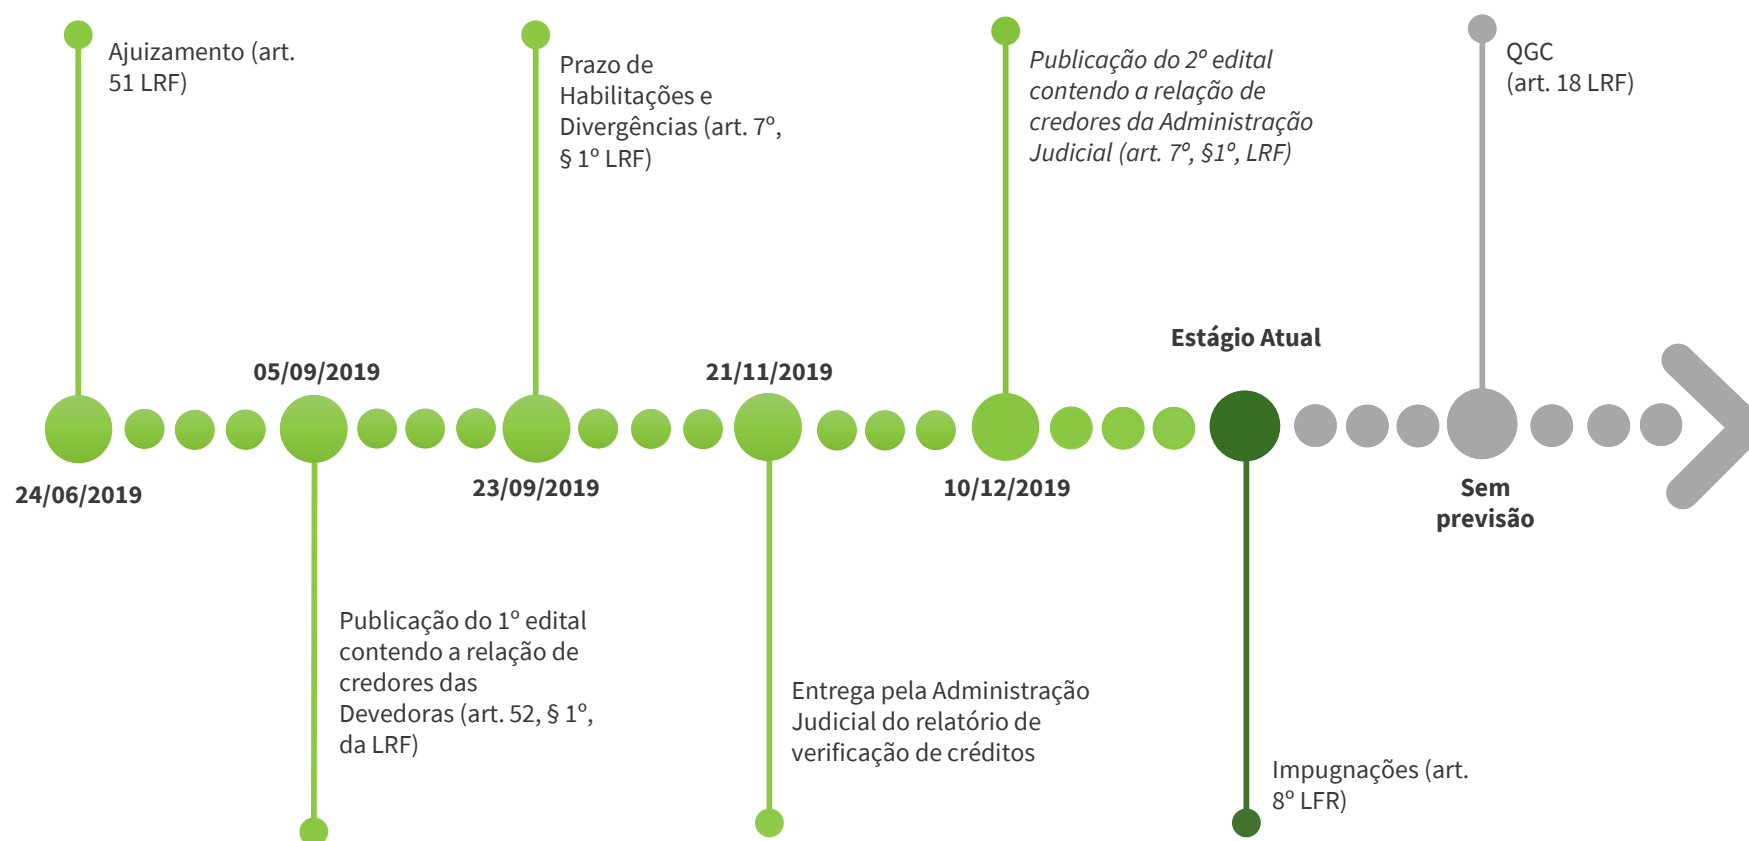 Ajuizamento (art.
51 LRF)
Prazo de
Habilitações e
Divergências (art. 7º,
§ 1º LRF)
Publicação do 2º edital
contendo a relação de
credores da Administração
Judicial (art. 7º, §1º, LRF)
QGC
(art. 18 LRF)
Estágio Atual
05/09/2019
21/11/2019
24/06/2019
23/09/2019
10/12/2019
Sem
previsão
Publicação do 1º edital
contendo a relação de
credores das
Devedoras (art. 52, § 1º,
da LRF)
Entrega pela Administração
Judicial do relatório de
verificação de créditos
Impugnações (art.
8º LFR)